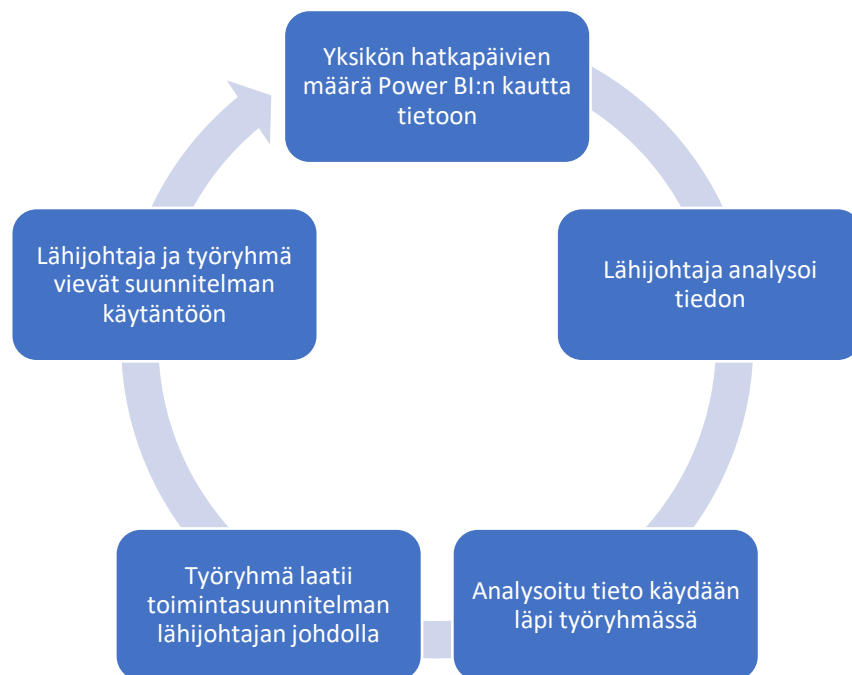 Yksikön hatkapäivien
määrä Power BI:n kautta
tietoon
Lähijohtaja analysoi
tiedon
Analysoitu tieto käydään
läpi työryhmässä
Työryhmä laatii
toimintasuunnitelman
lähijohtajan johdolla
Lähijohtaja ja työryhmä
vievät suunnitelman
käytäntöön